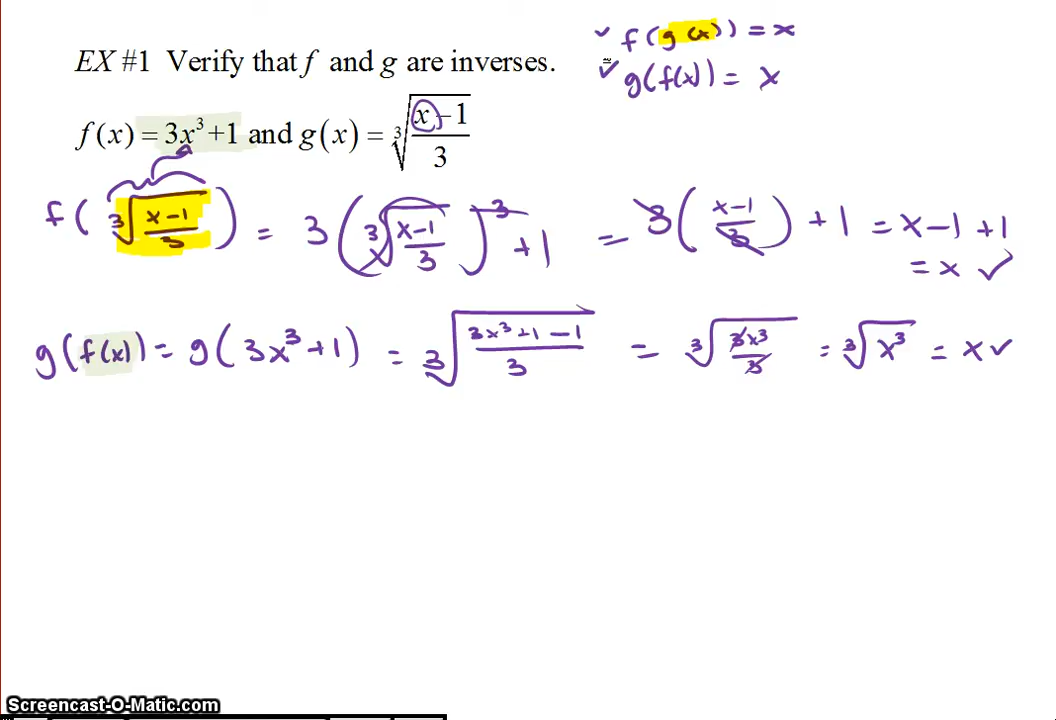 ✓ f(g(x)) = x
EX #1 Verify that f and g are inverses.
✓ g(f(x)) = x
f(x) = 3x³+1 and g(x) = ∛((x-1)/3)
f(∛((x-1)/3)) = 3(∛((x-1)/3))³ + 1 = 3((x-1)/3) + 1 = x-1+1
= x ✓
g(f(x)) = g(3x³+1) = ∛((3x³+1-1)/3) = ∛(3x³/3) = ∛(x³) = x ✓
Screencast-O-Matic.com